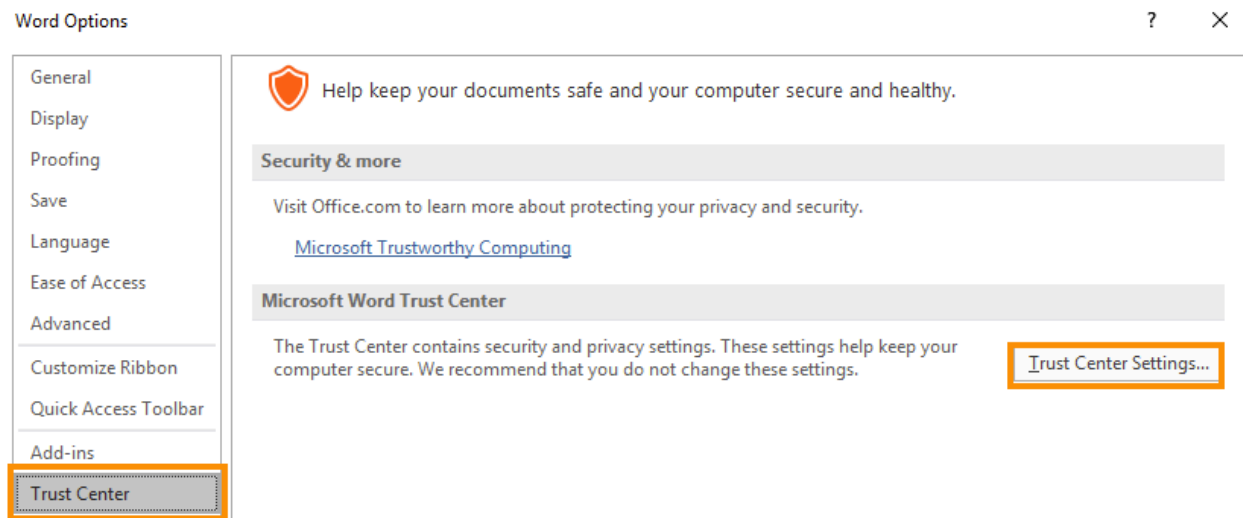 Word Options
?
×
General
Display
Proofing
Save
Language
Ease of Access
Advanced
Customize Ribbon
Quick Access Toolbar
Add-ins
Trust Center
Help keep your documents safe and your computer secure and healthy.
Security & more
Visit Office.com to learn more about protecting your privacy and security.
Microsoft Trustworthy Computing
Microsoft Word Trust Center
The Trust Center contains security and privacy settings. These settings help keep your
computer secure. We recommend that you do not change these settings.
Trust Center Settings...